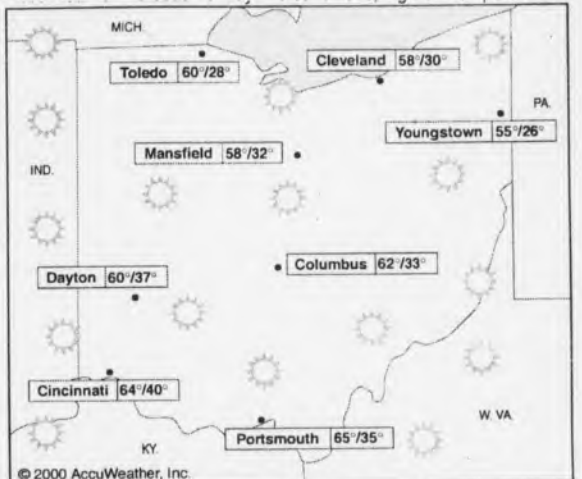 MICH.
Cleveland 58°/30°
Toledo 60°/28°
PA.
Youngstown 55°/26°
Mansfield 58°/32°
IND.
Columbus 62°/33°
Dayton 60°/37°
Cincinnati 64°/40°
W. VA.
Portsmouth 65°/35°
KY.
© 2000 AccuWeather, Inc.